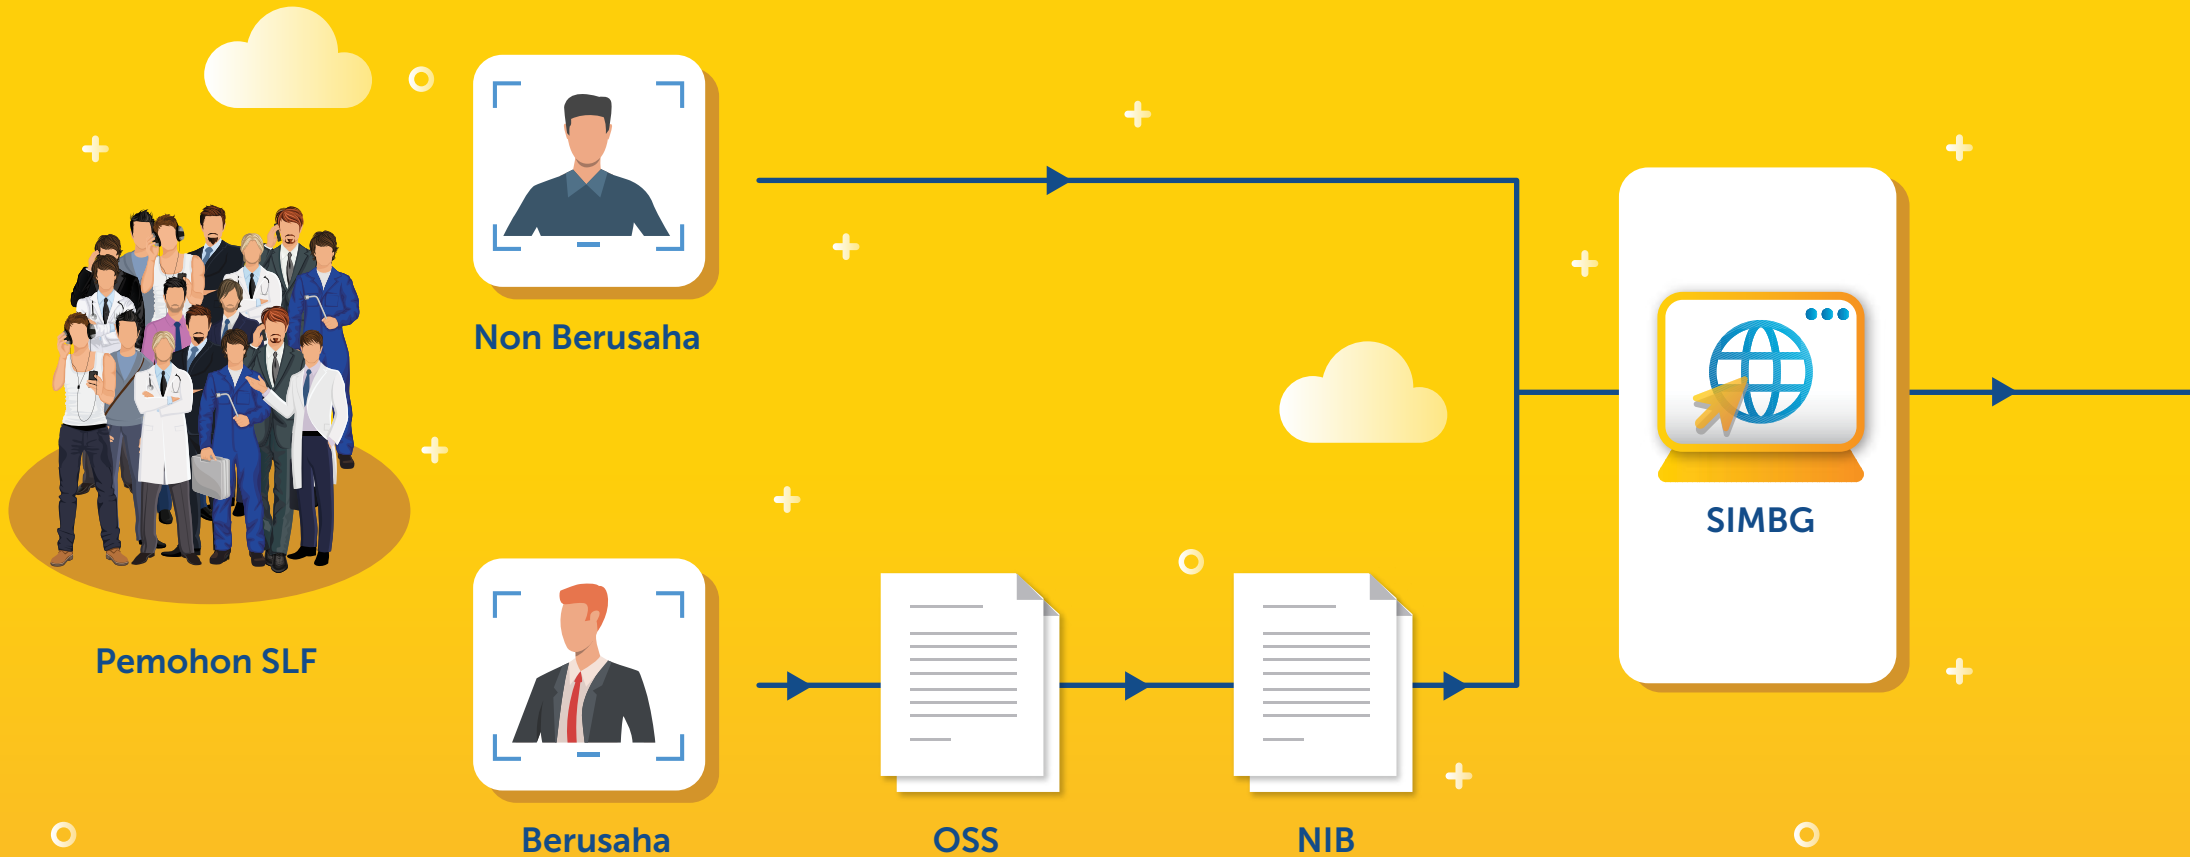 Non Berusaha
SIMBG
Pemohon SLF
Berusaha
OSS
NIB